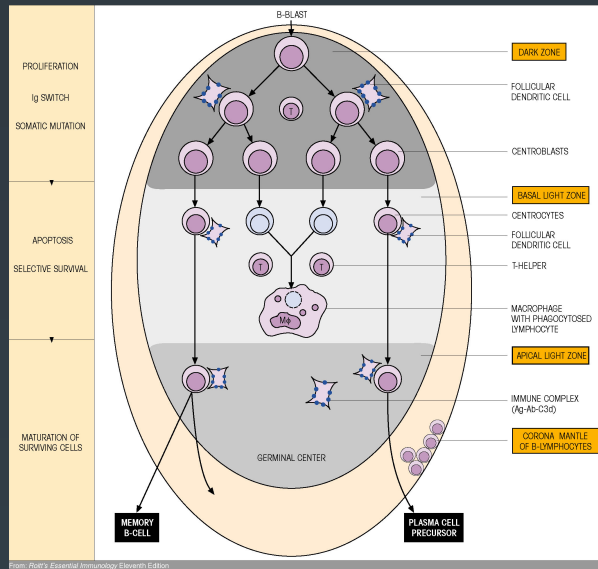 B-BLAST
PROLIFERATION
Ig SWITCH
SOMATIC MUTATION
APOPTOSIS
SELECTIVE SURVIVAL
MATURATION OF
SURVIVING CELLS
T
T
T
Mφ
GERMINAL CENTER
MEMORY
B-CELL
PLASMA CELL
PRECURSOR
DARK ZONE
FOLLICULAR
DENDRITIC CELL
CENTROBLASTS
BASAL LIGHT ZONE
CENTROCYTES
FOLLICULAR
DENDRITIC CELL
T-HELPER
MACROPHAGE
WITH PHAGOCYTOSED
LYMPHOCYTE
APICAL LIGHT ZONE
IMMUNE COMPLEX
(Ag-Ab-C3d)
CORONA MANTLE
OF B-LYMPHOCYTES
From: Roitt's Essential Immunology Eleventh Edition